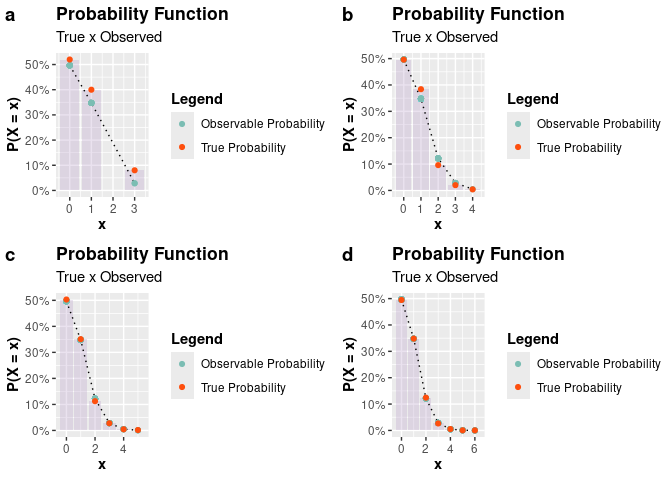 a
Probability Function
True x Observed
P(X = x)
50%
40%
30%
20%
10%
0%
0 1 2 3
x
Legend
Observable Probability
True Probability
b
Probability Function
True x Observed
P(X = x)
50%
40%
30%
20%
10%
0%
0 1 2 3 4
x
Legend
Observable Probability
True Probability
c
Probability Function
True x Observed
P(X = x)
50%
40%
30%
20%
10%
0%
0 2 4
x
Legend
Observable Probability
True Probability
d
Probability Function
True x Observed
P(X = x)
50%
40%
30%
20%
10%
0%
0 2 4 6
x
Legend
Observable Probability
True Probability